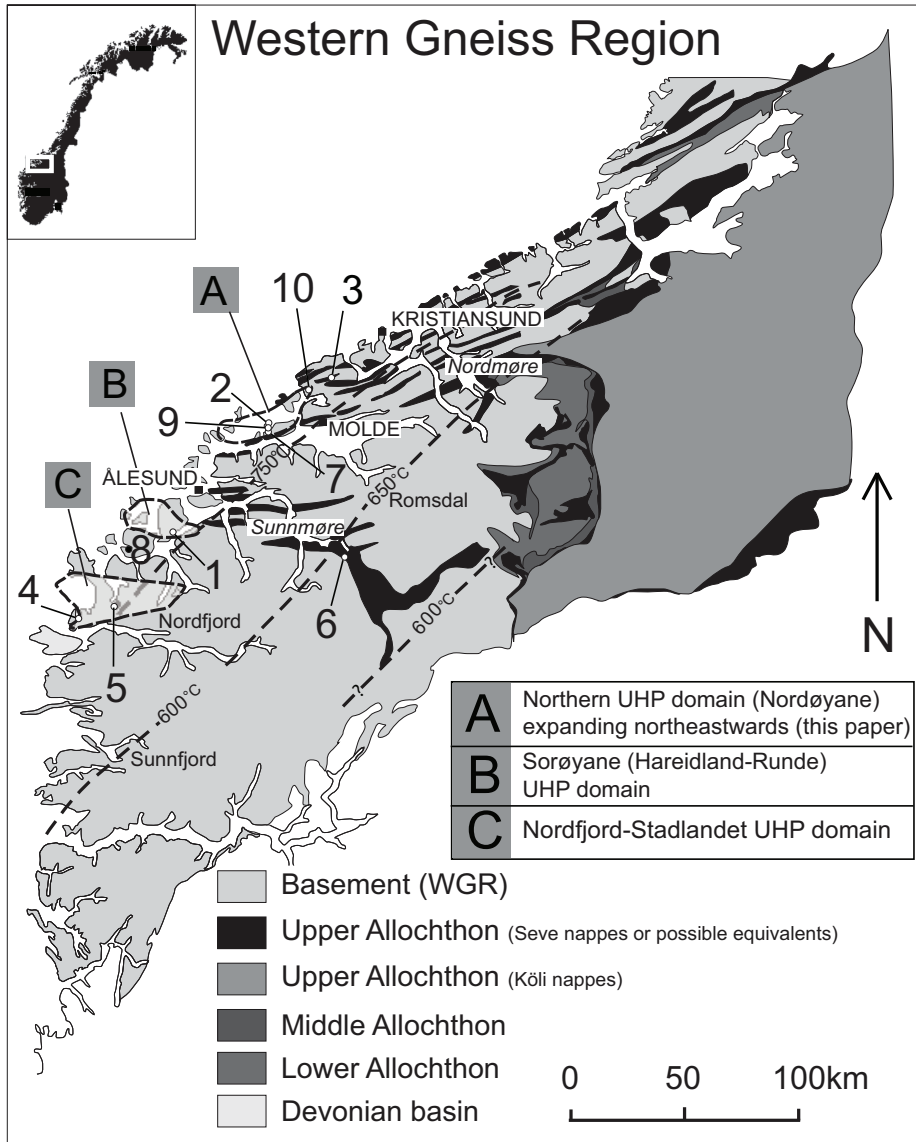 Western Gneiss Region
A
10
3
KRISTIANSUND
B
2
Nordmøre
9
MOLDE
C
ÅLESUND
750°C
7
650°C
Romsdal
Sunnmøre
8
4
1
N
Nordfjord
6
600°C
?
5
600°C
?
Sunnfjord
A
Northern UHP domain (Nordøyane)
expanding northeastwards (this paper)
B
Sorøyane (Hareidland-Runde)
UHP domain
C
Nordfjord-Stadlandet UHP domain
Basement (WGR)
Upper Allochthon (Seve nappes or possible equivalents)
Upper Allochthon (Köli nappes)
Middle Allochthon
Lower Allochthon
Devonian basin
0 50 100km